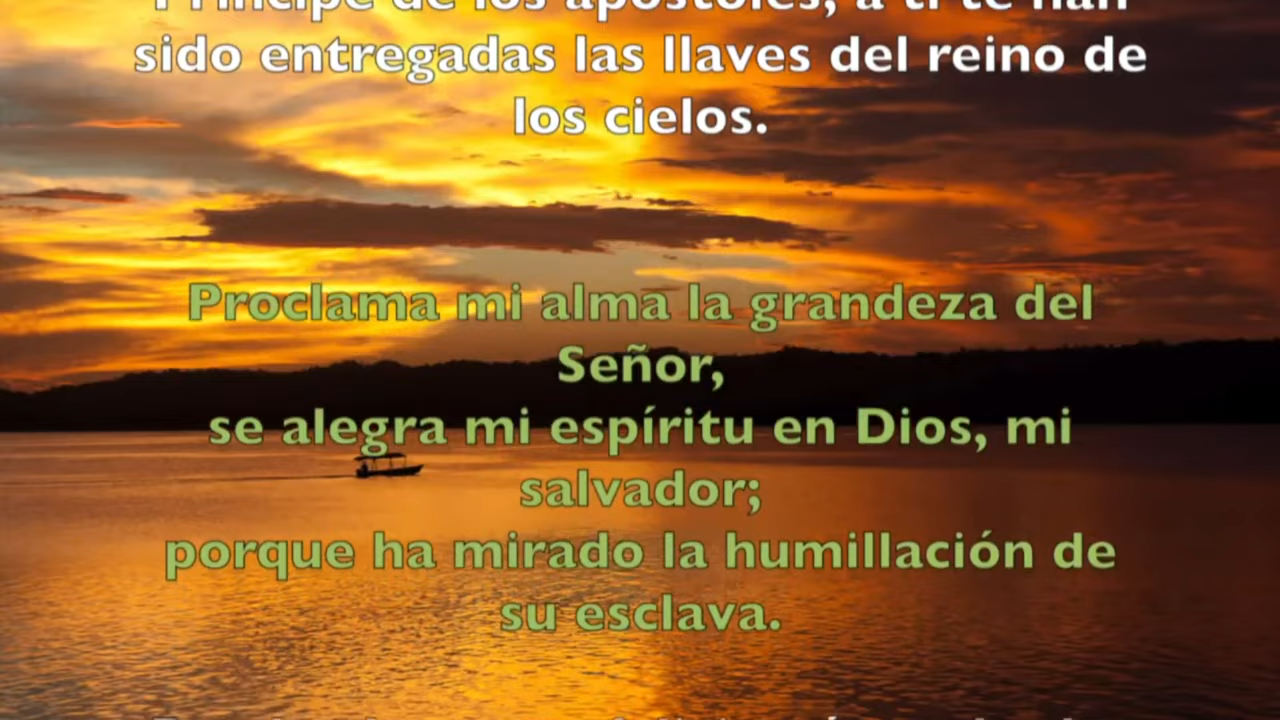 Príncipe de los apóstoles, a ti te han
sido entregadas las llaves del reino de
los cielos.
Proclama mi alma la grandeza del
Señor,
se alegra mi espíritu en Dios, mi
salvador;
porque ha mirado la humillación de
su esclava.